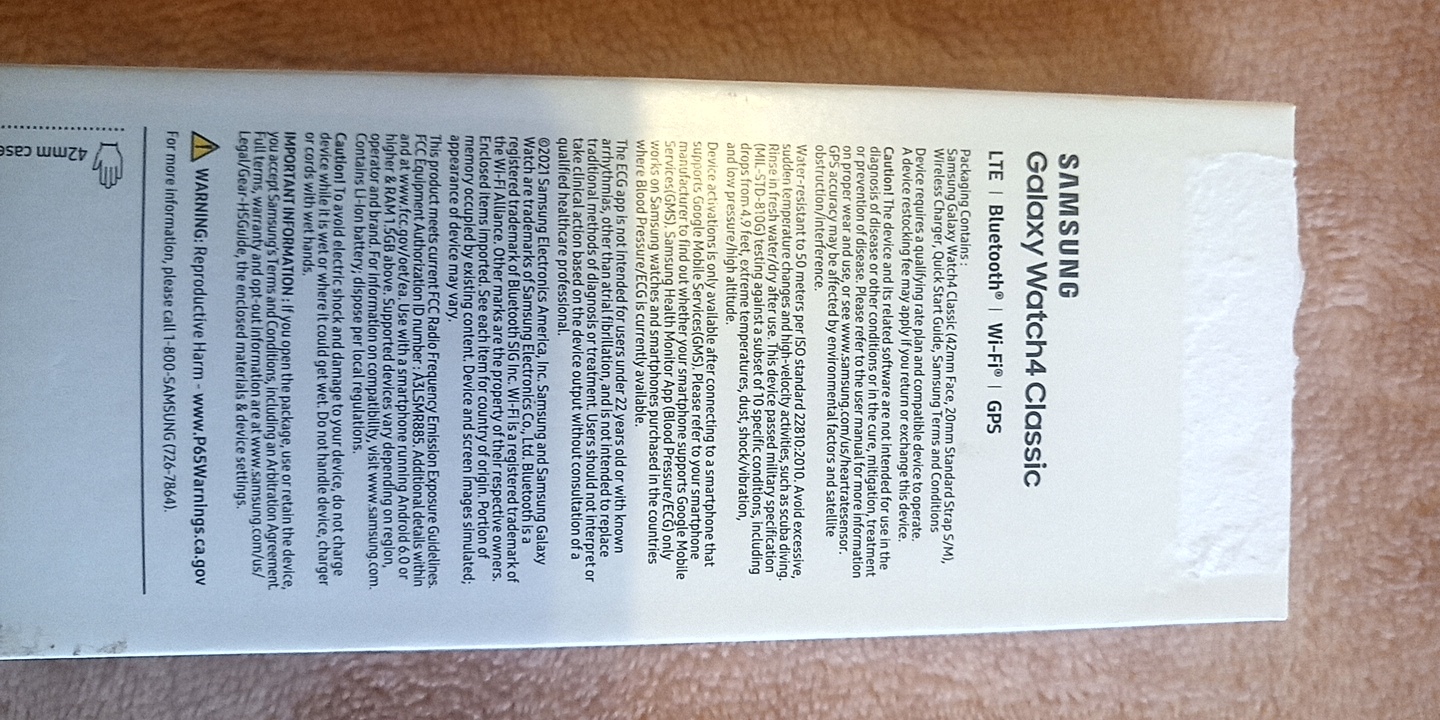 SAMSUNG
Galaxy Watch4 Classic
LTE | Bluetooth® | Wi-Fi® | GPS
Packaging Contains :
Samsung Galaxy Watch4 Classic (42mm Face, 20mm Standard Strap S/M),
Wireless Charger, Quick Start Guide, Samsung Terms and Conditions
Device requires a qualifying rate plan and compatible device to operate.
A device restocking fee may apply if you return or exchange this device.
Caution! The device and its related software are not intended for use in the
diagnosis of disease or other conditions or in the cure, mitigation, treatment
or prevention of disease. Please refer to the user manual for more information
on proper wear and use, or see www.samsung.com/us/heartratesensor.
GPS accuracy may be affected by environmental factors and satellite
obstruction/interference.
Water-resistant to 50 meters per ISO standard 22810:2010. Avoid excessive,
sudden temperature changes and high-velocity activities, such as scuba diving.
Rinse in fresh water/dry after use. This device passed military specification
(MIL-STD-810G) testing against a subset of 10 specific conditions, including
drops from 4.9 feet, extreme temperatures, dust, shock/vibration,
and low pressure/high altitude.
Device activation is only available after connecting to a smartphone that
supports Google Mobile Services(GMS). Please refer to your smartphone
manufacturer to find out whether your smartphone supports Google Mobile
Services(GMS). Samsung Health Monitor App (Blood Pressure/ECG) only
works on Samsung watches and smartphones purchased in the countries
where Blood Pressure/ECG is currently available.
The ECG app is not intended for users under 22 years old or with known
arrhythmias, other than atrial fibrillation, and is not intended to replace
traditional methods of diagnosis or treatment. Users should not interpret or
take clinical action based on the device output without consultation of a
qualified healthcare professional.
©2021 Samsung Electronics America, Inc. Samsung and Samsung Galaxy
Watch are trademarks of Samsung Electronics Co., Ltd. Bluetooth is a
registered trademark of Bluetooth SIG Inc. Wi-Fi is a registered trademark of
the Wi-Fi Alliance. Other marks are the property of their respective owners.
Enclosed items imported. See each item for country of origin. Portion of
memory occupied by existing content. Device and screen images simulated;
appearance of device may vary.
This product meets current FCC Radio Frequency Emission Exposure Guidelines.
FCC Equipment Authorization ID number : A3LSMR885. Additional details within
and at www.fcc.gov/oet/ea. Use with a smartphone running Android 6.0 or
higher & RAM 1.5GB above. Supported devices vary depending on region,
operator and brand. For information on compatibility, visit www.samsung.com.
Contains Li-Ion battery; dispose per local regulations.
Caution! To avoid electric shock and damage to your device, do not charge
device while it is wet or where it could get wet. Do not handle device, charger
or cords with wet hands.
IMPORTANT INFORMATION : If you open the package, use or retain the device,
you accept Samsung's Terms and Conditions, including an Arbitration Agreement.
Full terms, warranty and opt-out information are at www.samsung.com/us/
Legal/Gear-HSGuide, the enclosed materials & device settings.
WARNING: Reproductive Harm - www.P65Warnings.ca.gov
For more information, please call 1-800-SAMSUNG (726-7864).
42mm case